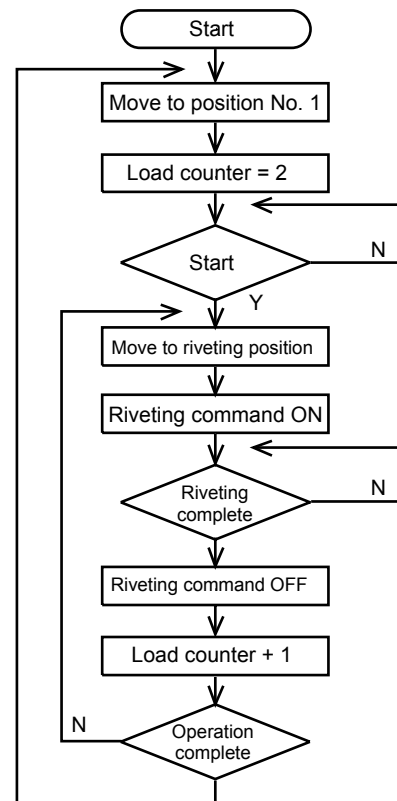 Start
Move to position No. 1
Load counter = 2
Start
N
Y
Move to riveting position
Riveting command ON
Riveting
complete
N
Riveting command OFF
Load counter + 1
N
Operation
complete